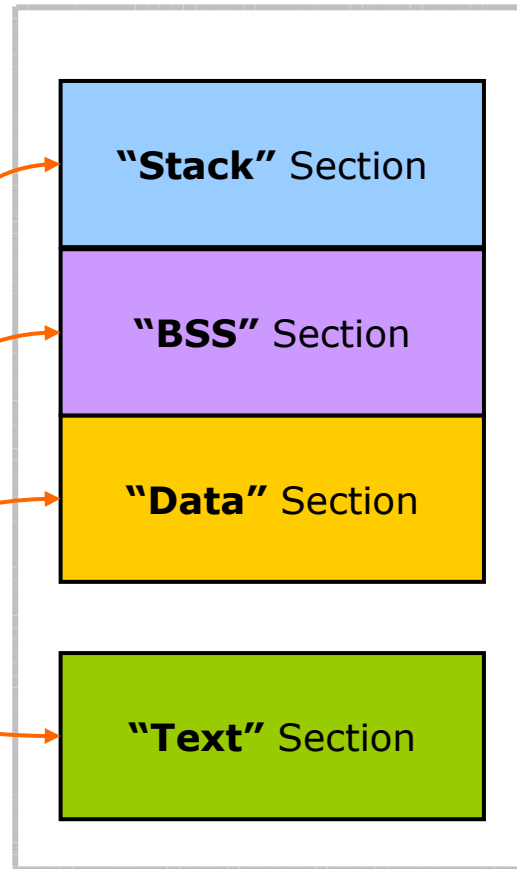 “Stack” Section
“BSS” Section
“Data” Section
“Text” Section